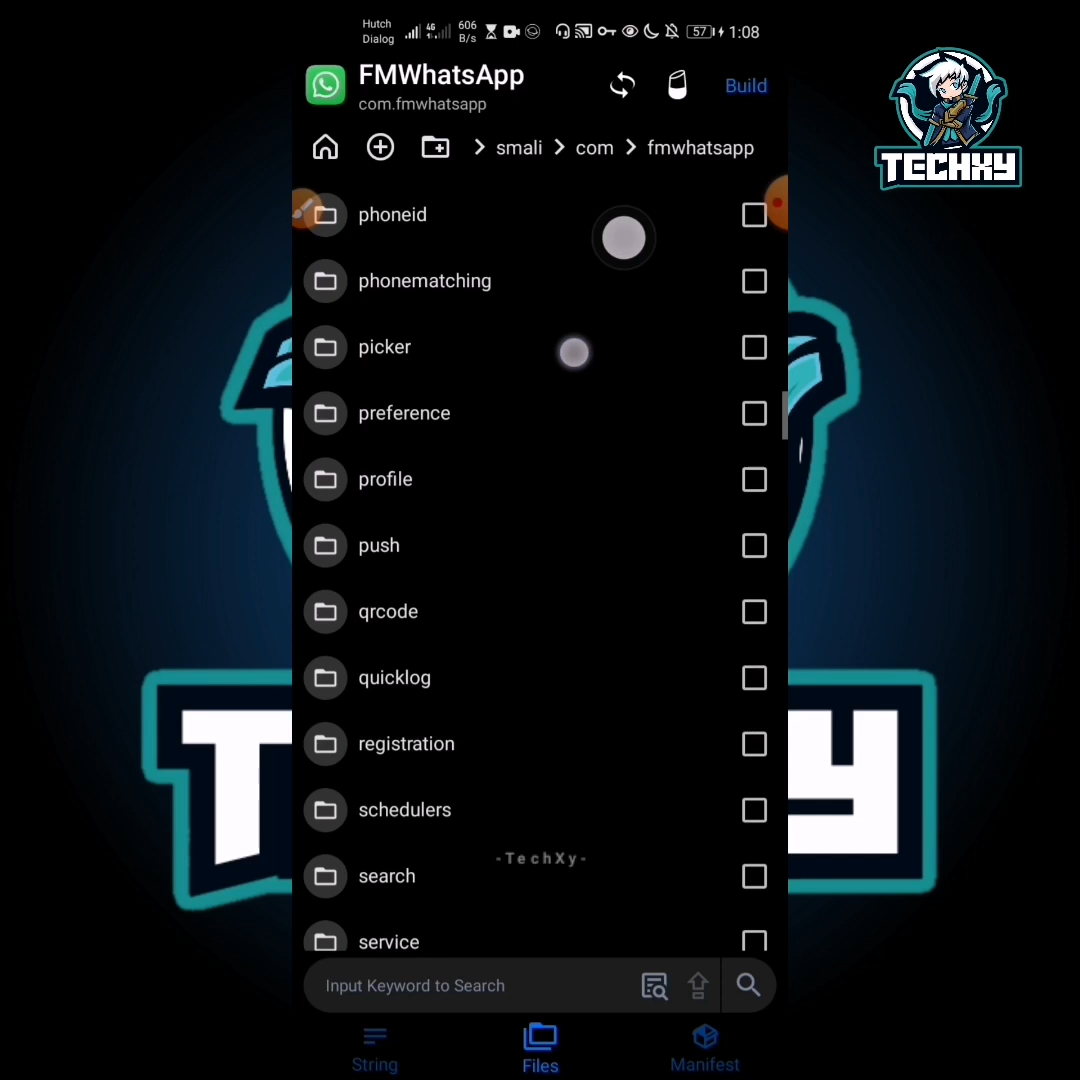 Hutch
Dialog
4G
606
B/s
57
1:08
FMWhatsApp
com.fmwhatsapp
Build
smali > com > fmwhatsapp
phoneid
phonematching
picker
preference
profile
push
qrcode
quicklog
registration
schedulers
-TechXy-
search
service
Input Keyword to Search
String
Files
Manifest
TECHXY
T
Y